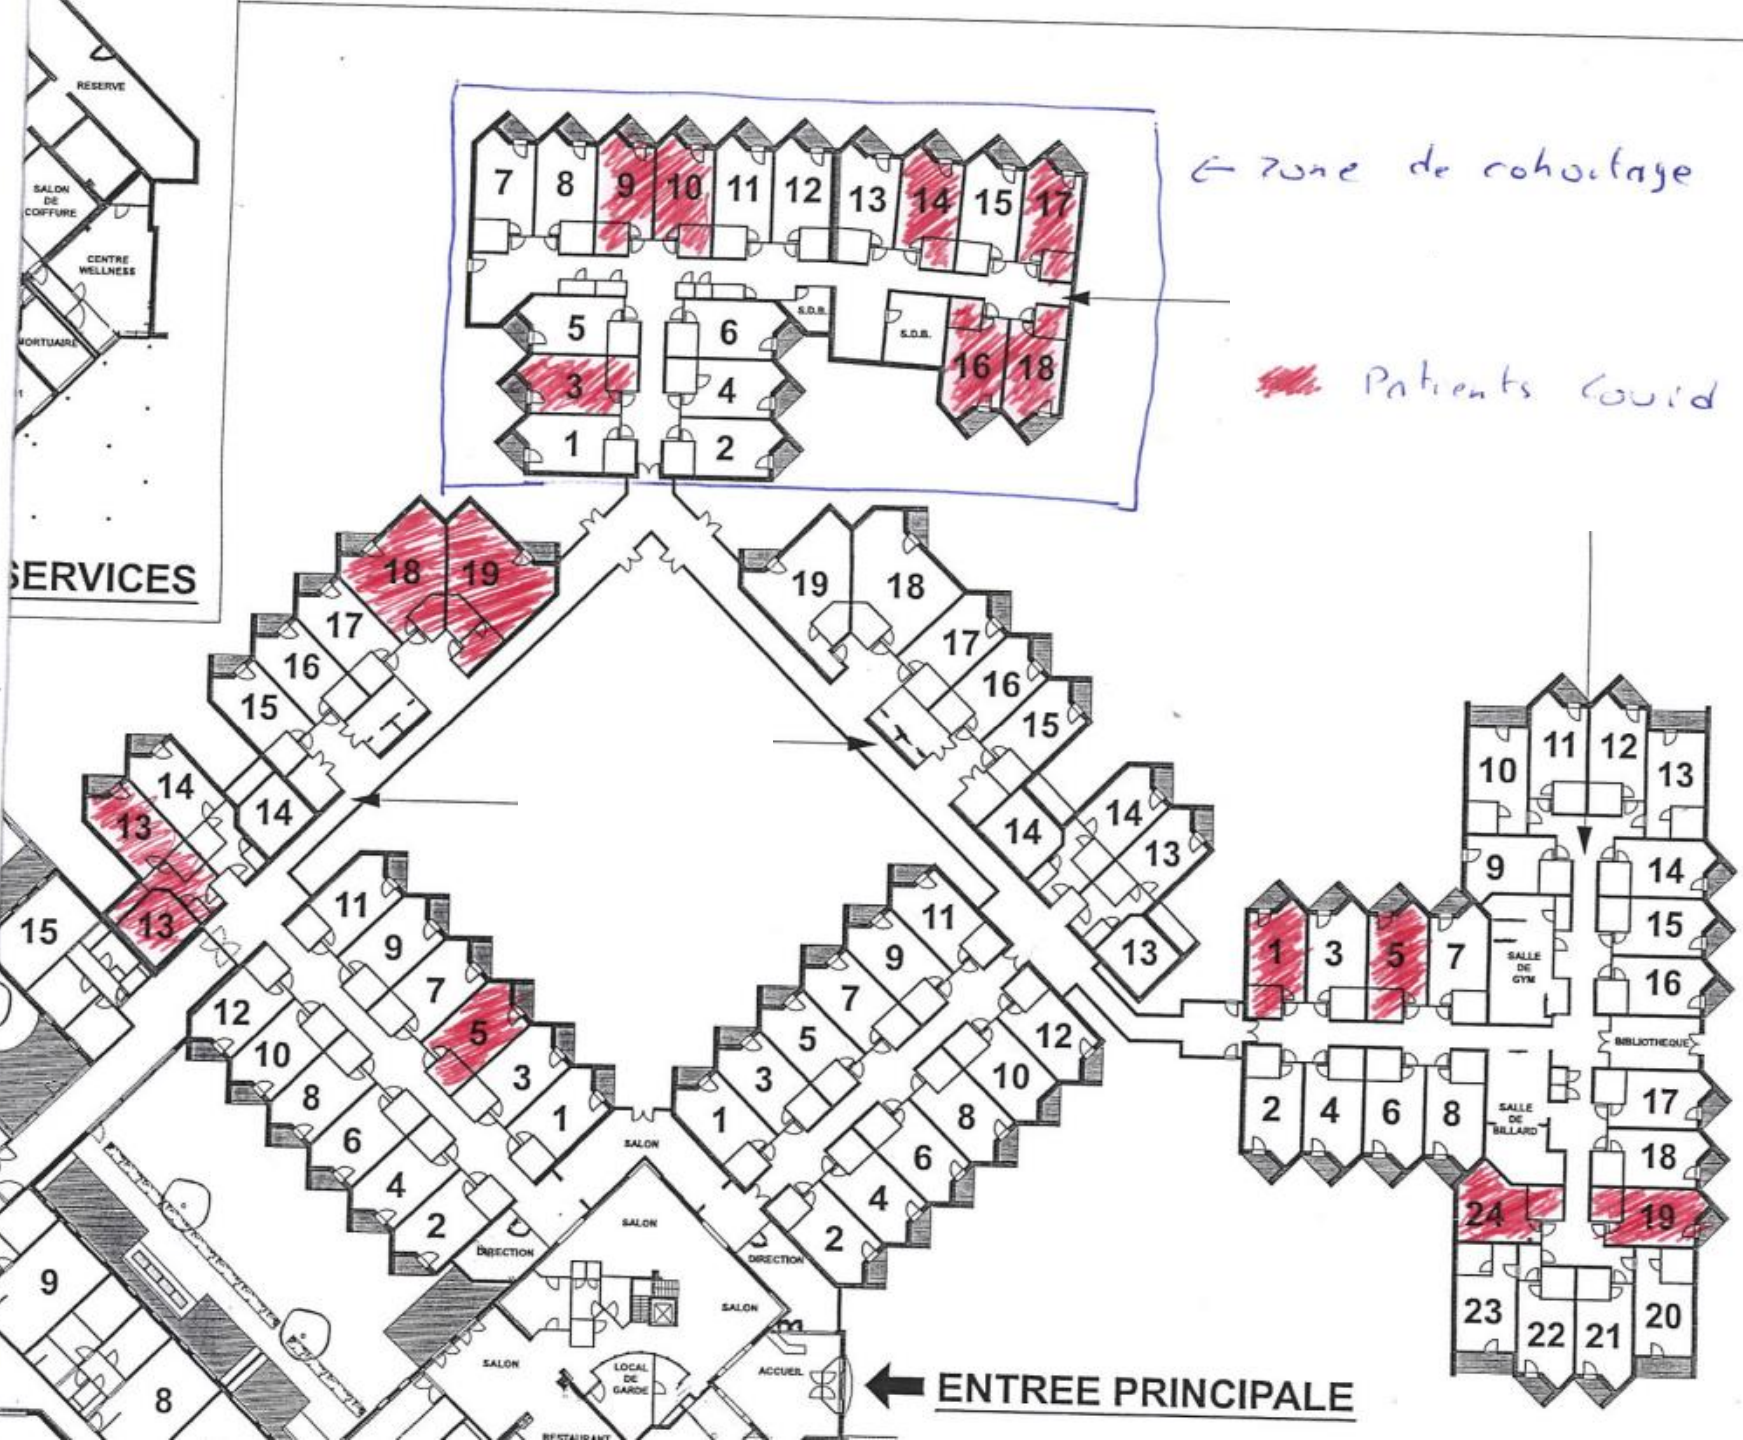 RESERVE
SALON
DE
COIFFURE
CENTRE
WELLNESS
MORTUAIRE
SERVICES
← zone de cohortage
Patients Covid
7 8 9 10 11 12 13 14 15 17
5 6 S.D.B. S.D.B.
3 4 16 18
1 2
18 19
17
16
15
14
14
13
13
15
19 18
17
16
15
14
14
13
13
11
9
7
5
3
1
12
10
8
6
4
2
11
9
7
5
3
1
12
10
8
6
4
2
10 11 12 13
9 14
15
16
1 3 5 7
SALLE
DE
GYM
BIBLIOTHEQUE
2 4 6 8
SALLE
DE
BILLARD
17
18
24 19
23 22 21 20
SALON
SALON
DIRECTION
DIRECTION
SALON
SALON
LOCAL
DE
GARDE
ACCUEIL
ENTREE PRINCIPALE
RESTAURANT
9
8